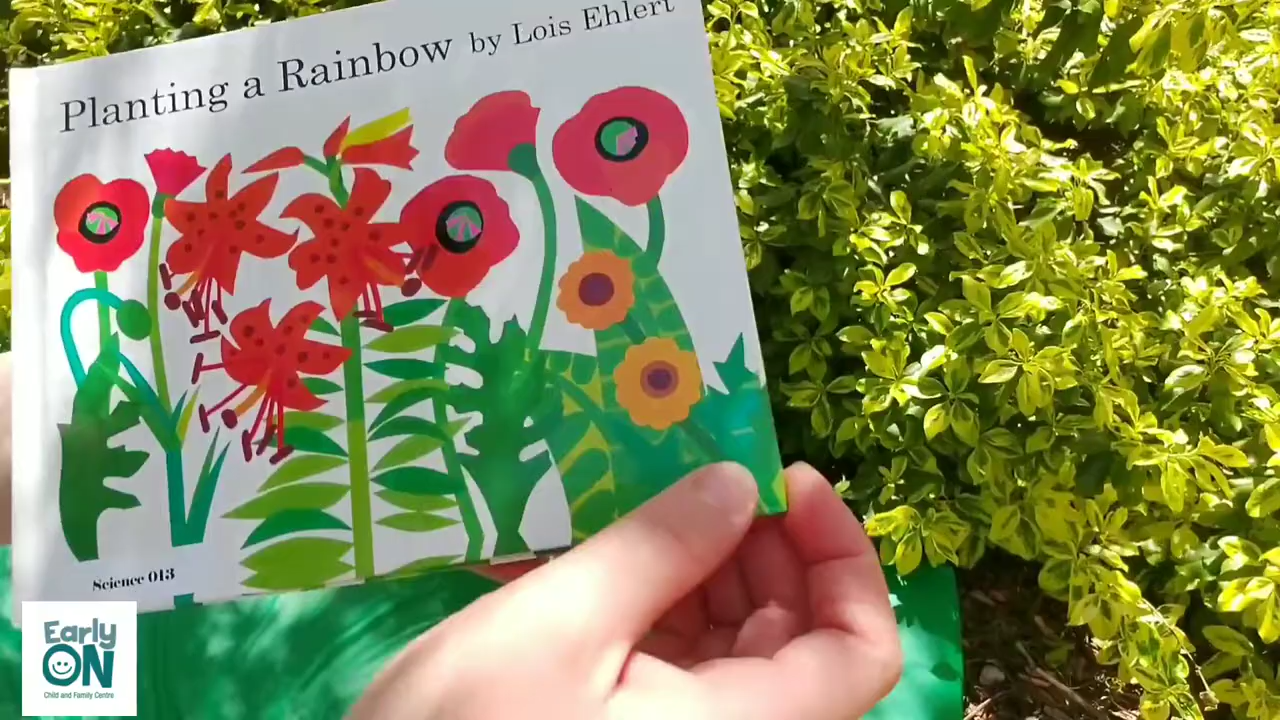 Planting a Rainbow by Lois Ehlert
Science 013
Early
ON
Child and Family Centre